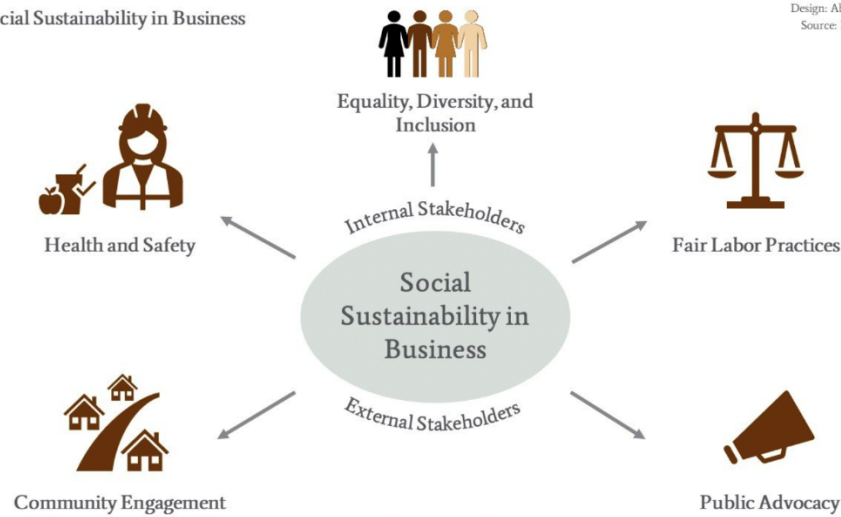 cial Sustainability in Business
Design: Al
Source:
Equality, Diversity, and
Inclusion
Internal Stakeholders
Health and Safety
Fair Labor Practices
Social
Sustainability in
Business
External Stakeholders
Community Engagement
Public Advocacy